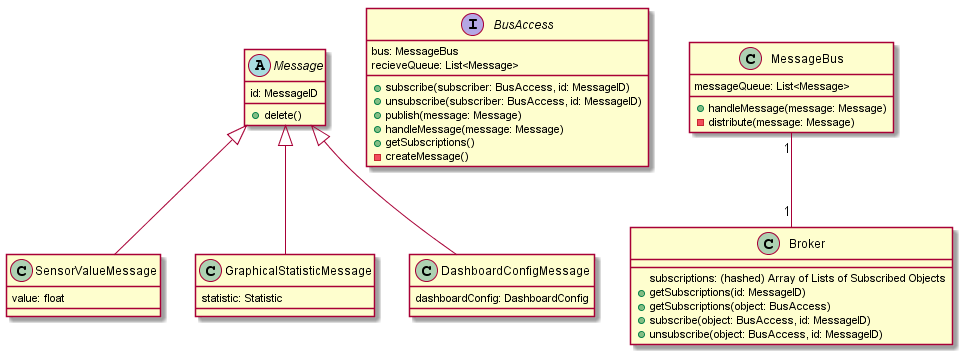 I BusAccess
bus: MessageBus
recieveQueue: List<Message>
subscribe(subscriber: BusAccess, id: MessageID)
unsubscribe(subscriber: BusAccess, id: MessageID)
publish(message: Message)
handleMessage(message: Message)
getSubscriptions()
createMessage()
A Message
id: MessageID
delete()
C MessageBus
messageQueue: List<Message>
handleMessage(message: Message)
distribute(message: Message)
1
1
C SensorValueMessage
value: float
C GraphicalStatisticMessage
statistic: Statistic
C DashboardConfigMessage
dashboardConfig: DashboardConfig
C Broker
subscriptions: (hashed) Array of Lists of Subscribed Objects
getSubscriptions(id: MessageID)
getSubscriptions(object: BusAccess)
subscribe(object: BusAccess, id: MessageID)
unsubscribe(object: BusAccess, id: MessageID)